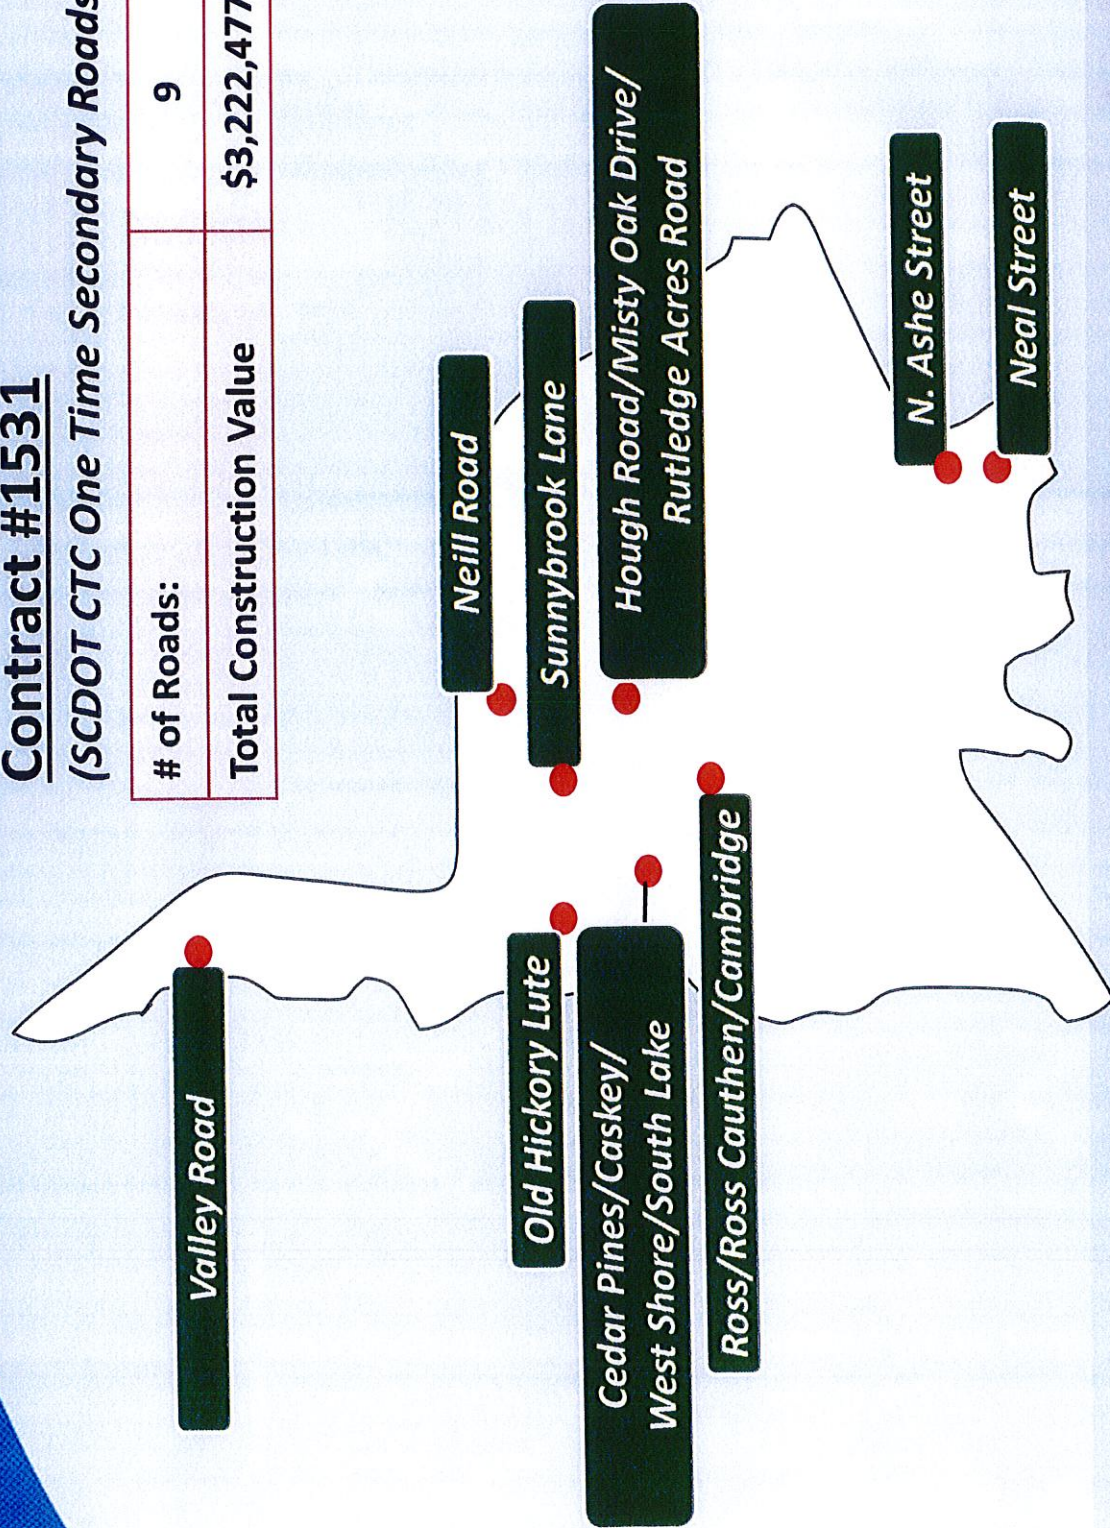 Contract #1531
(SCDOT CTC One Time Secondary Roads
# of Roads: 9
Total Construction Value $3,222,477
Valley Road
Neill Road
Sunnybrook Lane
Old Hickory Lute
Hough Road/Misty Oak Drive/
Rutledge Acres Road
Cedar Pines/Caskey/
West Shore/South Lake
Ross/Ross Cauthen/Cambridge
N. Ashe Street
Neal Street